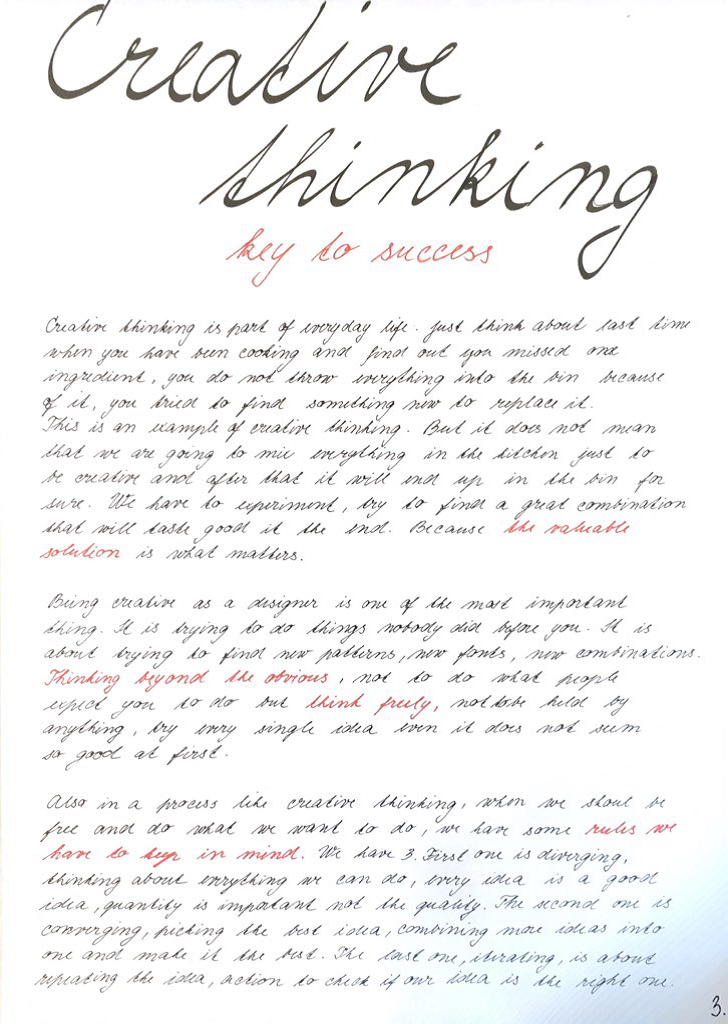 Creative
thinking
key to success
Creative thinking is part of everyday life. Just think about last time
when you have been cooking and find out you missed one
ingredient, you do not throw everything into the bin because
of it, you tried to find something new to replace it.
This is an example of creative thinking. But it does not mean
that we are going to mix everything in the kitchen just to
be creative and after that it will end up in the bin for
sure. We have to experiment, try to find a great combination
that will taste good it the end. Because the valuable
solution is what matters.
Being creative as a designer is one of the most important
thing. It is trying to do things nobody did before you. It is
about trying to find new patterns, new fonts, new combinations.
Thinking beyond the obvious, not to do what people
expect you to do but think freely, not to be held by
anything, try every single idea even it does not seem
so good at first.
Also in a process like creative thinking, when we shoul be
free and do what we want to do, we have some rules we
have to keep in mind. We have 3. First one is diverging,
thinking about everything we can do, every idea is a good
idea, quantity is important not the quality. The second one is
converging, picking the best idea, combining more ideas into
one and make it the best. The last one, iterating, is about
repeating the idea, action to check if our idea is the right one.
3.